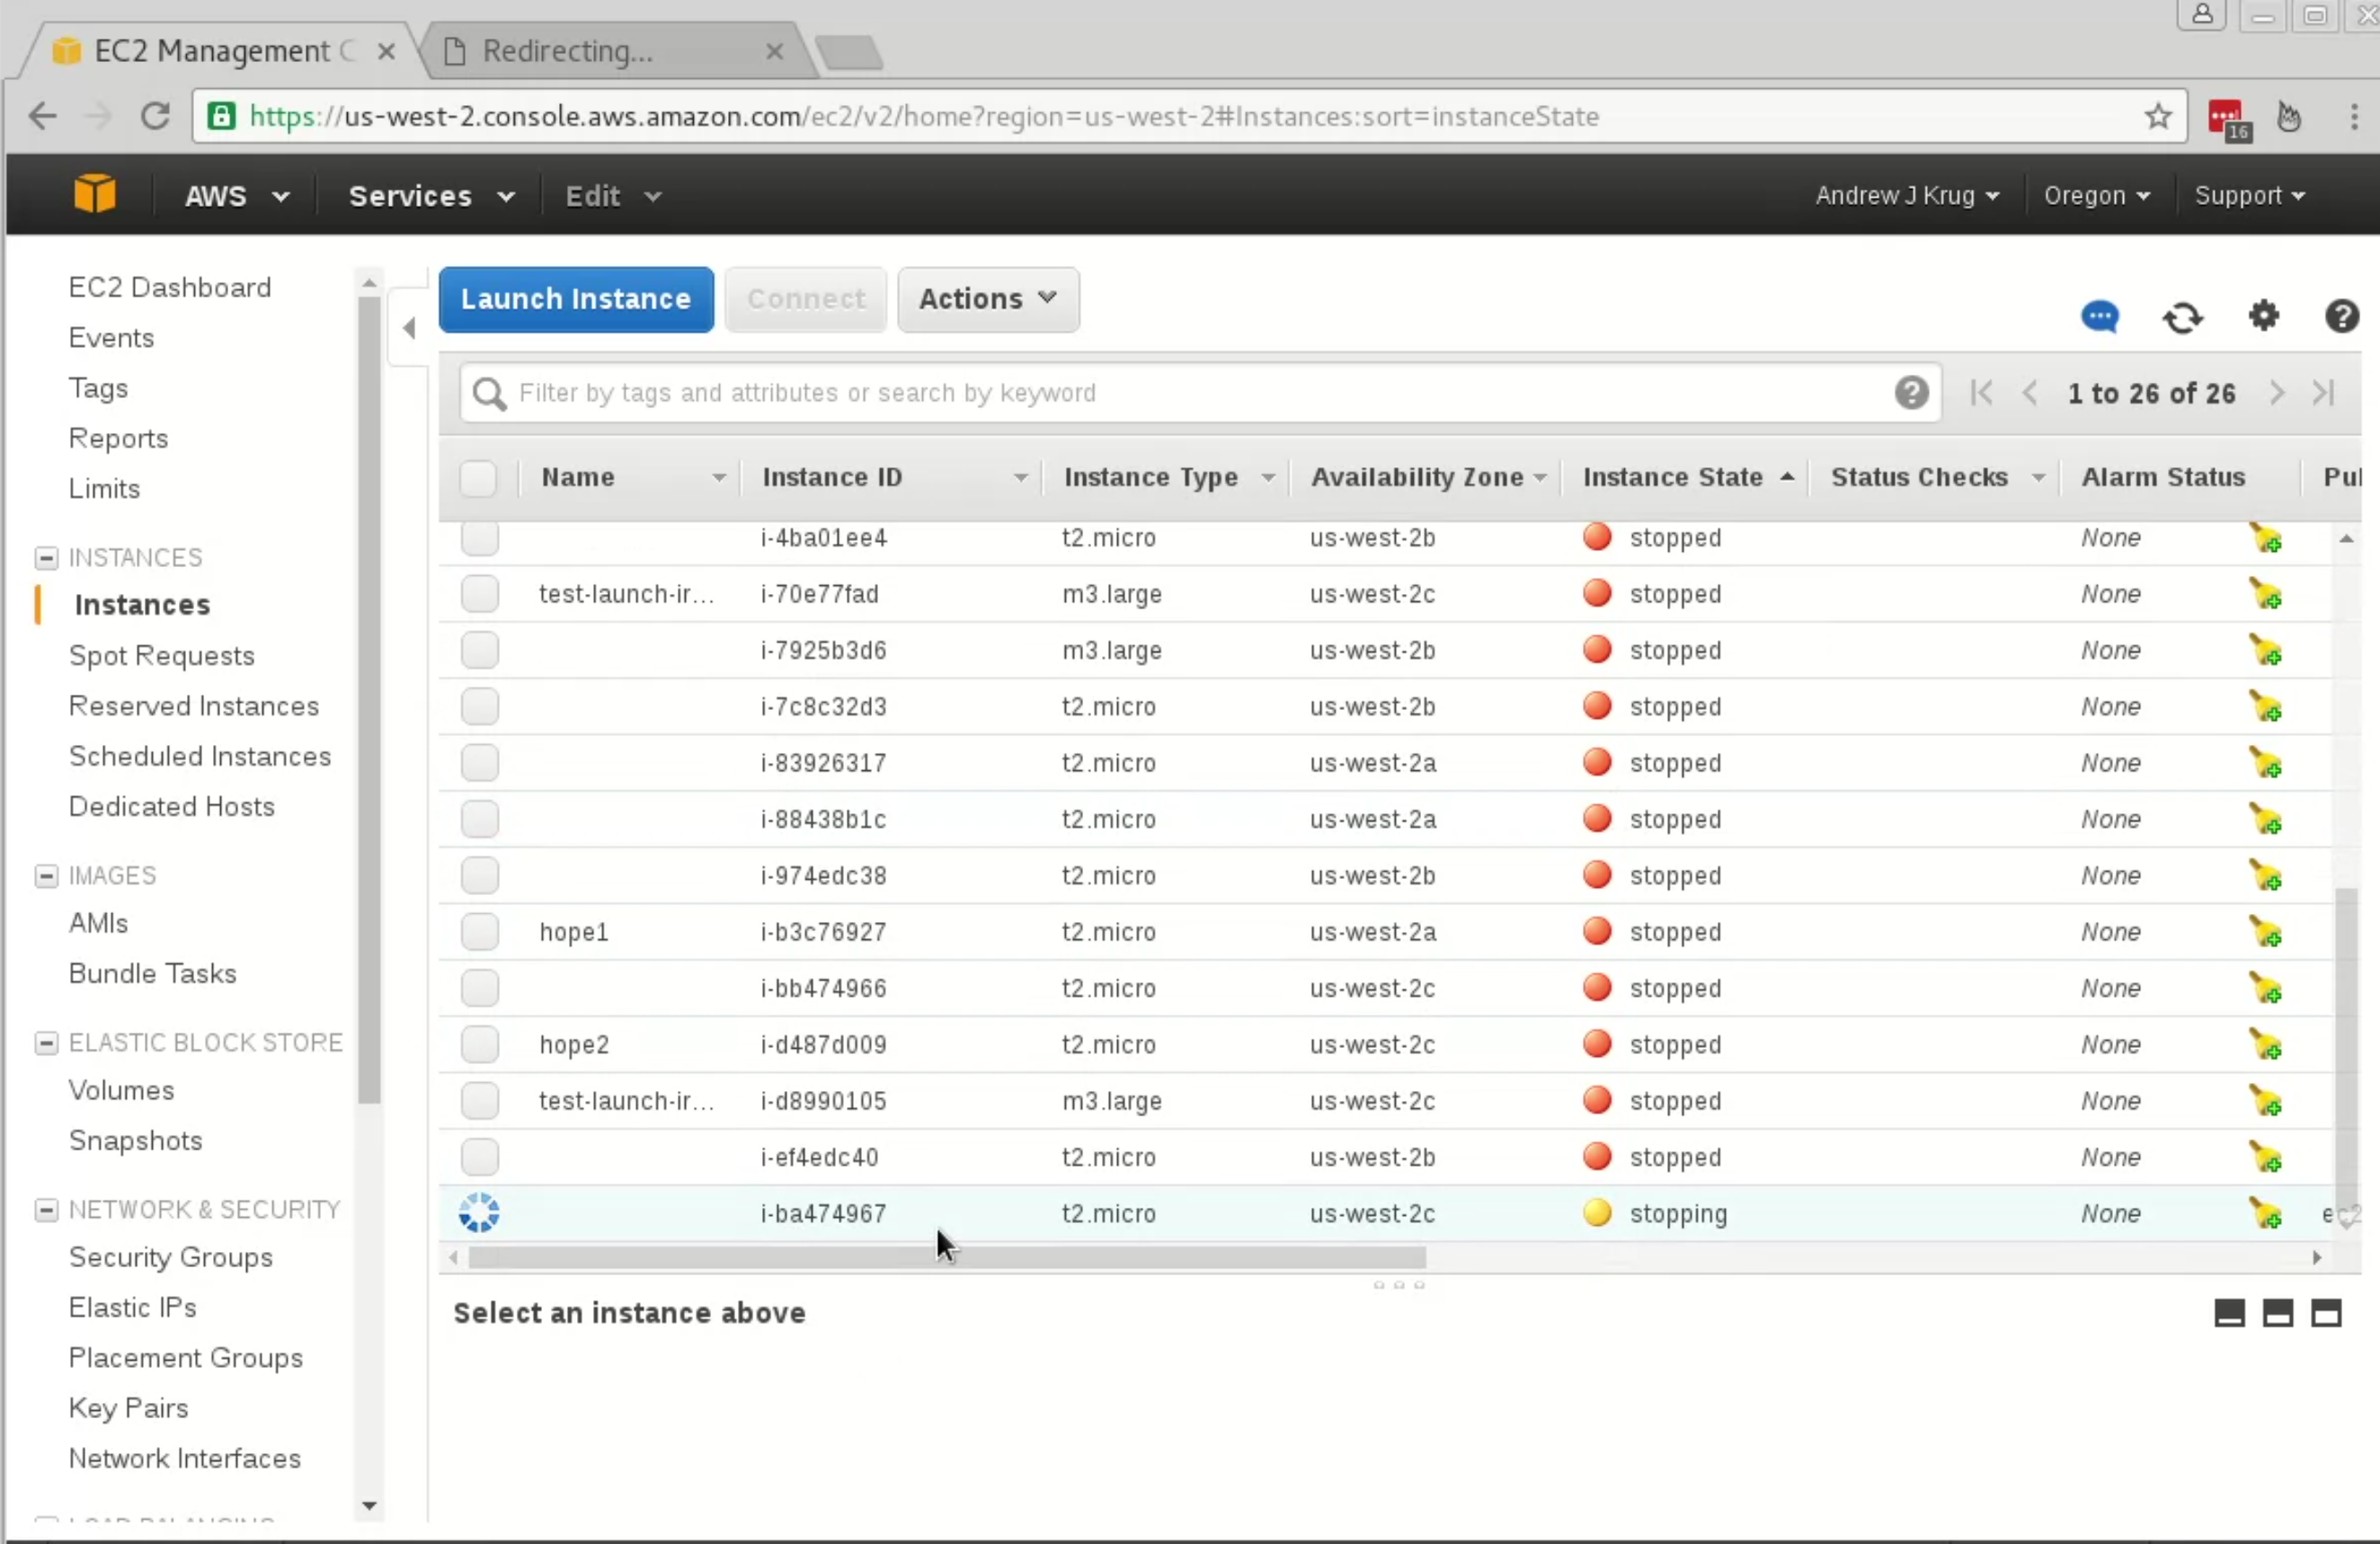 EC2 Management C
Redirecting...
https://us-west-2.console.aws.amazon.com/ec2/v2/home?region=us-west-2#Instances:sort=instanceState
16
AWS Services Edit Andrew J Krug Oregon Support
EC2 Dashboard
Events
Tags
Reports
Limits
INSTANCES
Instances
Spot Requests
Reserved Instances
Scheduled Instances
Dedicated Hosts
IMAGES
AMIs
Bundle Tasks
ELASTIC BLOCK STORE
Volumes
Snapshots
NETWORK & SECURITY
Security Groups
Elastic IPs
Placement Groups
Key Pairs
Network Interfaces
Launch Instance Connect Actions
Filter by tags and attributes or search by keyword 1 to 26 of 26
Name Instance ID Instance Type Availability Zone Instance State Status Checks Alarm Status
i-4ba01ee4 t2.micro us-west-2b stopped None
test-launch-ir... i-70e77fad m3.large us-west-2c stopped None
i-7925b3d6 m3.large us-west-2b stopped None
i-7c8c32d3 t2.micro us-west-2b stopped None
i-83926317 t2.micro us-west-2a stopped None
i-88438b1c t2.micro us-west-2a stopped None
i-974edc38 t2.micro us-west-2b stopped None
hope1 i-b3c76927 t2.micro us-west-2a stopped None
i-bb474966 t2.micro us-west-2c stopped None
hope2 i-d487d009 t2.micro us-west-2c stopped None
test-launch-ir... i-d8990105 m3.large us-west-2c stopped None
i-ef4edc40 t2.micro us-west-2b stopped None
i-ba474967 t2.micro us-west-2c stopping None
Select an instance above